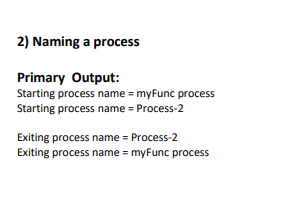 2) Naming a process
Primary Output:
Starting process name = myFunc process
Starting process name = Process-2
Exiting process name = Process-2
Exiting process name = myFunc process